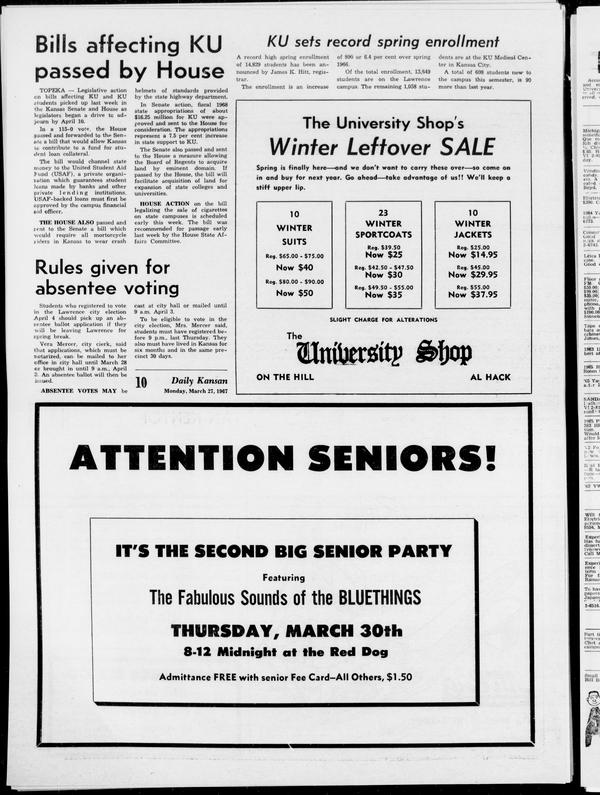 Bills affecting KU
passed by House
TOPEKA — Legislative action
on bills affecting KU and KU
students picked up last week in
the Kansas Senate and House as
legislators began a drive to ad-
journ by April 10.
In a 115-0 vote, the House
passed and forwarded to the Sen-
ate a bill that would allow Kansas
to contribute to a fund for stu-
dent loan collateral.
The bill would channel state
money to the United Student Aid
Fund (USAF), a private organi-
zation which guarantees student
loans made by banks and other
private lending institutions.
USAF-backed loans must first be
approved by the campus financial
aid officer.
THE HOUSE ALSO passed and
sent to the Senate a bill which
would require all motorcycle
riders in Kansas to wear crash
helmets of standards provided
by the state highway department.
In Senate action, fiscal 1968
state appropriations of about
$16.25 million for KU were ap-
proved and sent to the House for
consideration. The appropriations
represent a 7.5 per cent increase
in state support to KU.
The Senate also passed and sent
to the House a measure allowing
the Board of Regents to acquire
land by eminent domain. If
passed by the House, the bill will
facilitate acquisition of land for
expansion of state colleges and
universities.
HOUSE ACTION on the bill
legalizing the sale of cigarettes
on state campuses is scheduled
early this week. The bill was
recommended for passage early
last week by the House State Af-
fairs Committee.
KU sets record spring enrollment
A record high spring enrollment
of 14,629 students has been an-
nounced by James K. Hitt, regis-
trar.
The enrollment is an increase
of 890 or 6.4 per cent over spring
1966.
Of the total enrollment, 13,649
students are on the Lawrence
campus. The remaining 1,058 stu-
dents are at the KU Medical Cen-
ter in Kansas City.
A total of 698 students new to
the campus this semester, is 90
more than last year.
The University Shop's
Winter Leftover SALE
Spring is finally here—and we don't want to carry these over—so come on
in and buy for next year. Go ahead—take advantage of us!! We'll keep a
stiff upper lip.
10
WINTER
SUITS
Reg. $65.00 - $75.00
Now $40
Reg. $80.00 - $90.00
Now $50
23
WINTER
SPORTCOATS
Reg. $39.50
Now $25
Reg. $42.50 - $47.50
Now $30
Reg. $49.50 - $55.00
Now $35
10
WINTER
JACKETS
Reg. $25.00
Now $14.95
Reg. $45.00
Now $29.95
Reg. $55.00
Now $37.95
SLIGHT CHARGE FOR ALTERATIONS
The
University Shop
ON THE HILL AL HACK
Rules given for
absentee voting
Students who registered to vote
in the Lawrence city election
April 4 should pick up an ab-
sentee ballot application if they
will be leaving Lawrence for
spring break.
Vera Mercer, city clerk, said
that applications, which must be
notarized, can be mailed to her
office in city hall until March 28
or brought in until 9 a.m., April
3. An absentee ballot will then be
issued.
ABSENTEE VOTES MAY be
cast at city hall or mailed until
9 a.m. April 3.
To be eligible to vote in the
city election, Mrs. Mercer said,
students must have registered be-
fore 9 p.m., last Thursday. They
also must have lived in Kansas for
six months and in the same pre-
cinct 30 days.
10 Daily Kansan
Monday, March 27, 1967
ATTENTION SENIORS!
IT'S THE SECOND BIG SENIOR PARTY
Featuring
The Fabulous Sounds of the BLUETHINGS
THURSDAY, MARCH 30th
8-12 Midnight at the Red Dog
Admittance FREE with senior Fee Card—All Others, $1.50